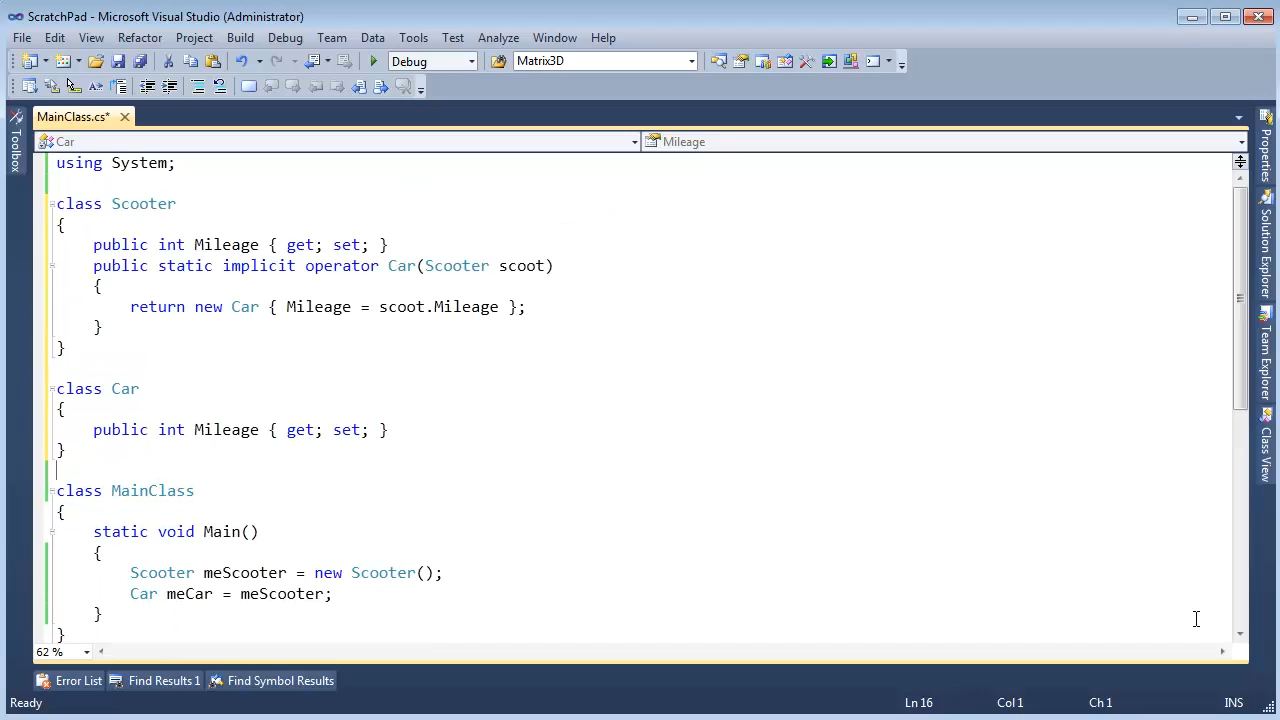 ScratchPad - Microsoft Visual Studio (Administrator)
File Edit View Refactor Project Build Debug Team Data Tools Test Analyze Window Help
Debug Matrix3D
MainClass.cs*
Car Mileage
Toolbox
using System;
class Scooter
{
public int Mileage { get; set; }
public static implicit operator Car(Scooter scoot)
{
return new Car { Mileage = scoot.Mileage };
}
}
class Car
{
public int Mileage { get; set; }
}
class MainClass
{
static void Main()
{
Scooter meScooter = new Scooter();
Car meCar = meScooter;
}
}
Properties
Solution Explorer
Team Explorer
Class View
62 %
Error List Find Results 1 Find Symbol Results
Ready Ln 16 Col 1 Ch 1 INS